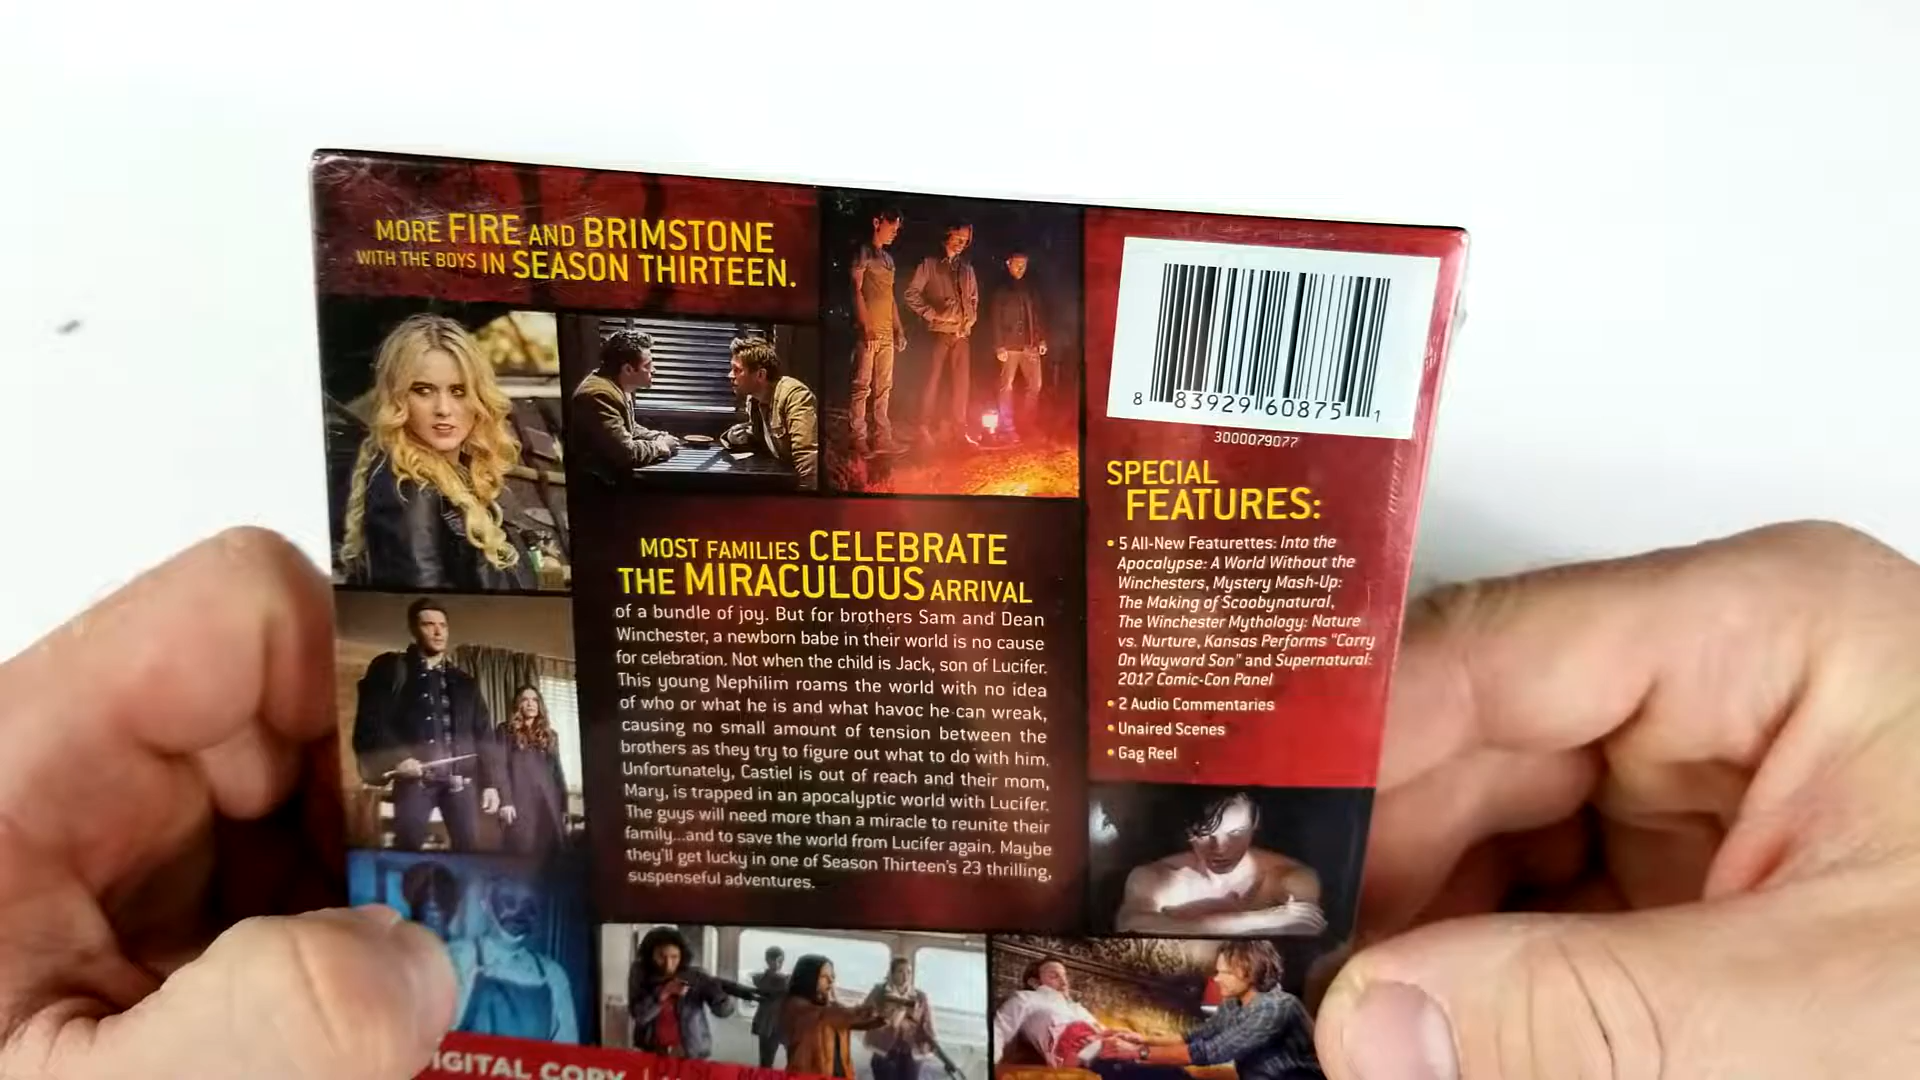 MORE FIRE AND BRIMSTONE
WITH THE BOYS IN SEASON THIRTEEN.
8 83929 60875 1
3000079077
SPECIAL
FEATURES:
• 5 All-New Featurettes: Into the
Apocalypse: A World Without the
Winchesters, Mystery Mash-Up:
The Making of Scoobynatural,
The Winchester Mythology: Nature
vs. Nurture, Kansas Performs "Carry
On Wayward Son" and Supernatural:
2017 Comic-Con Panel
• 2 Audio Commentaries
• Unaired Scenes
• Gag Reel
MOST FAMILIES CELEBRATE
THE MIRACULOUS ARRIVAL
of a bundle of joy. But for brothers Sam and Dean
Winchester, a newborn babe in their world is no cause
for celebration. Not when the child is Jack, son of Lucifer.
This young Nephilim roams the world with no idea
of who or what he is and what havoc he can wreak,
causing no small amount of tension between the
brothers as they try to figure out what to do with him.
Unfortunately, Castiel is out of reach and their mom,
Mary, is trapped in an apocalyptic world with Lucifer.
The guys will need more than a miracle to reunite their
family...and to save the world from Lucifer again. Maybe
they'll get lucky in one of Season Thirteen's 23 thrilling,
suspenseful adventures.
IGITAL COPY